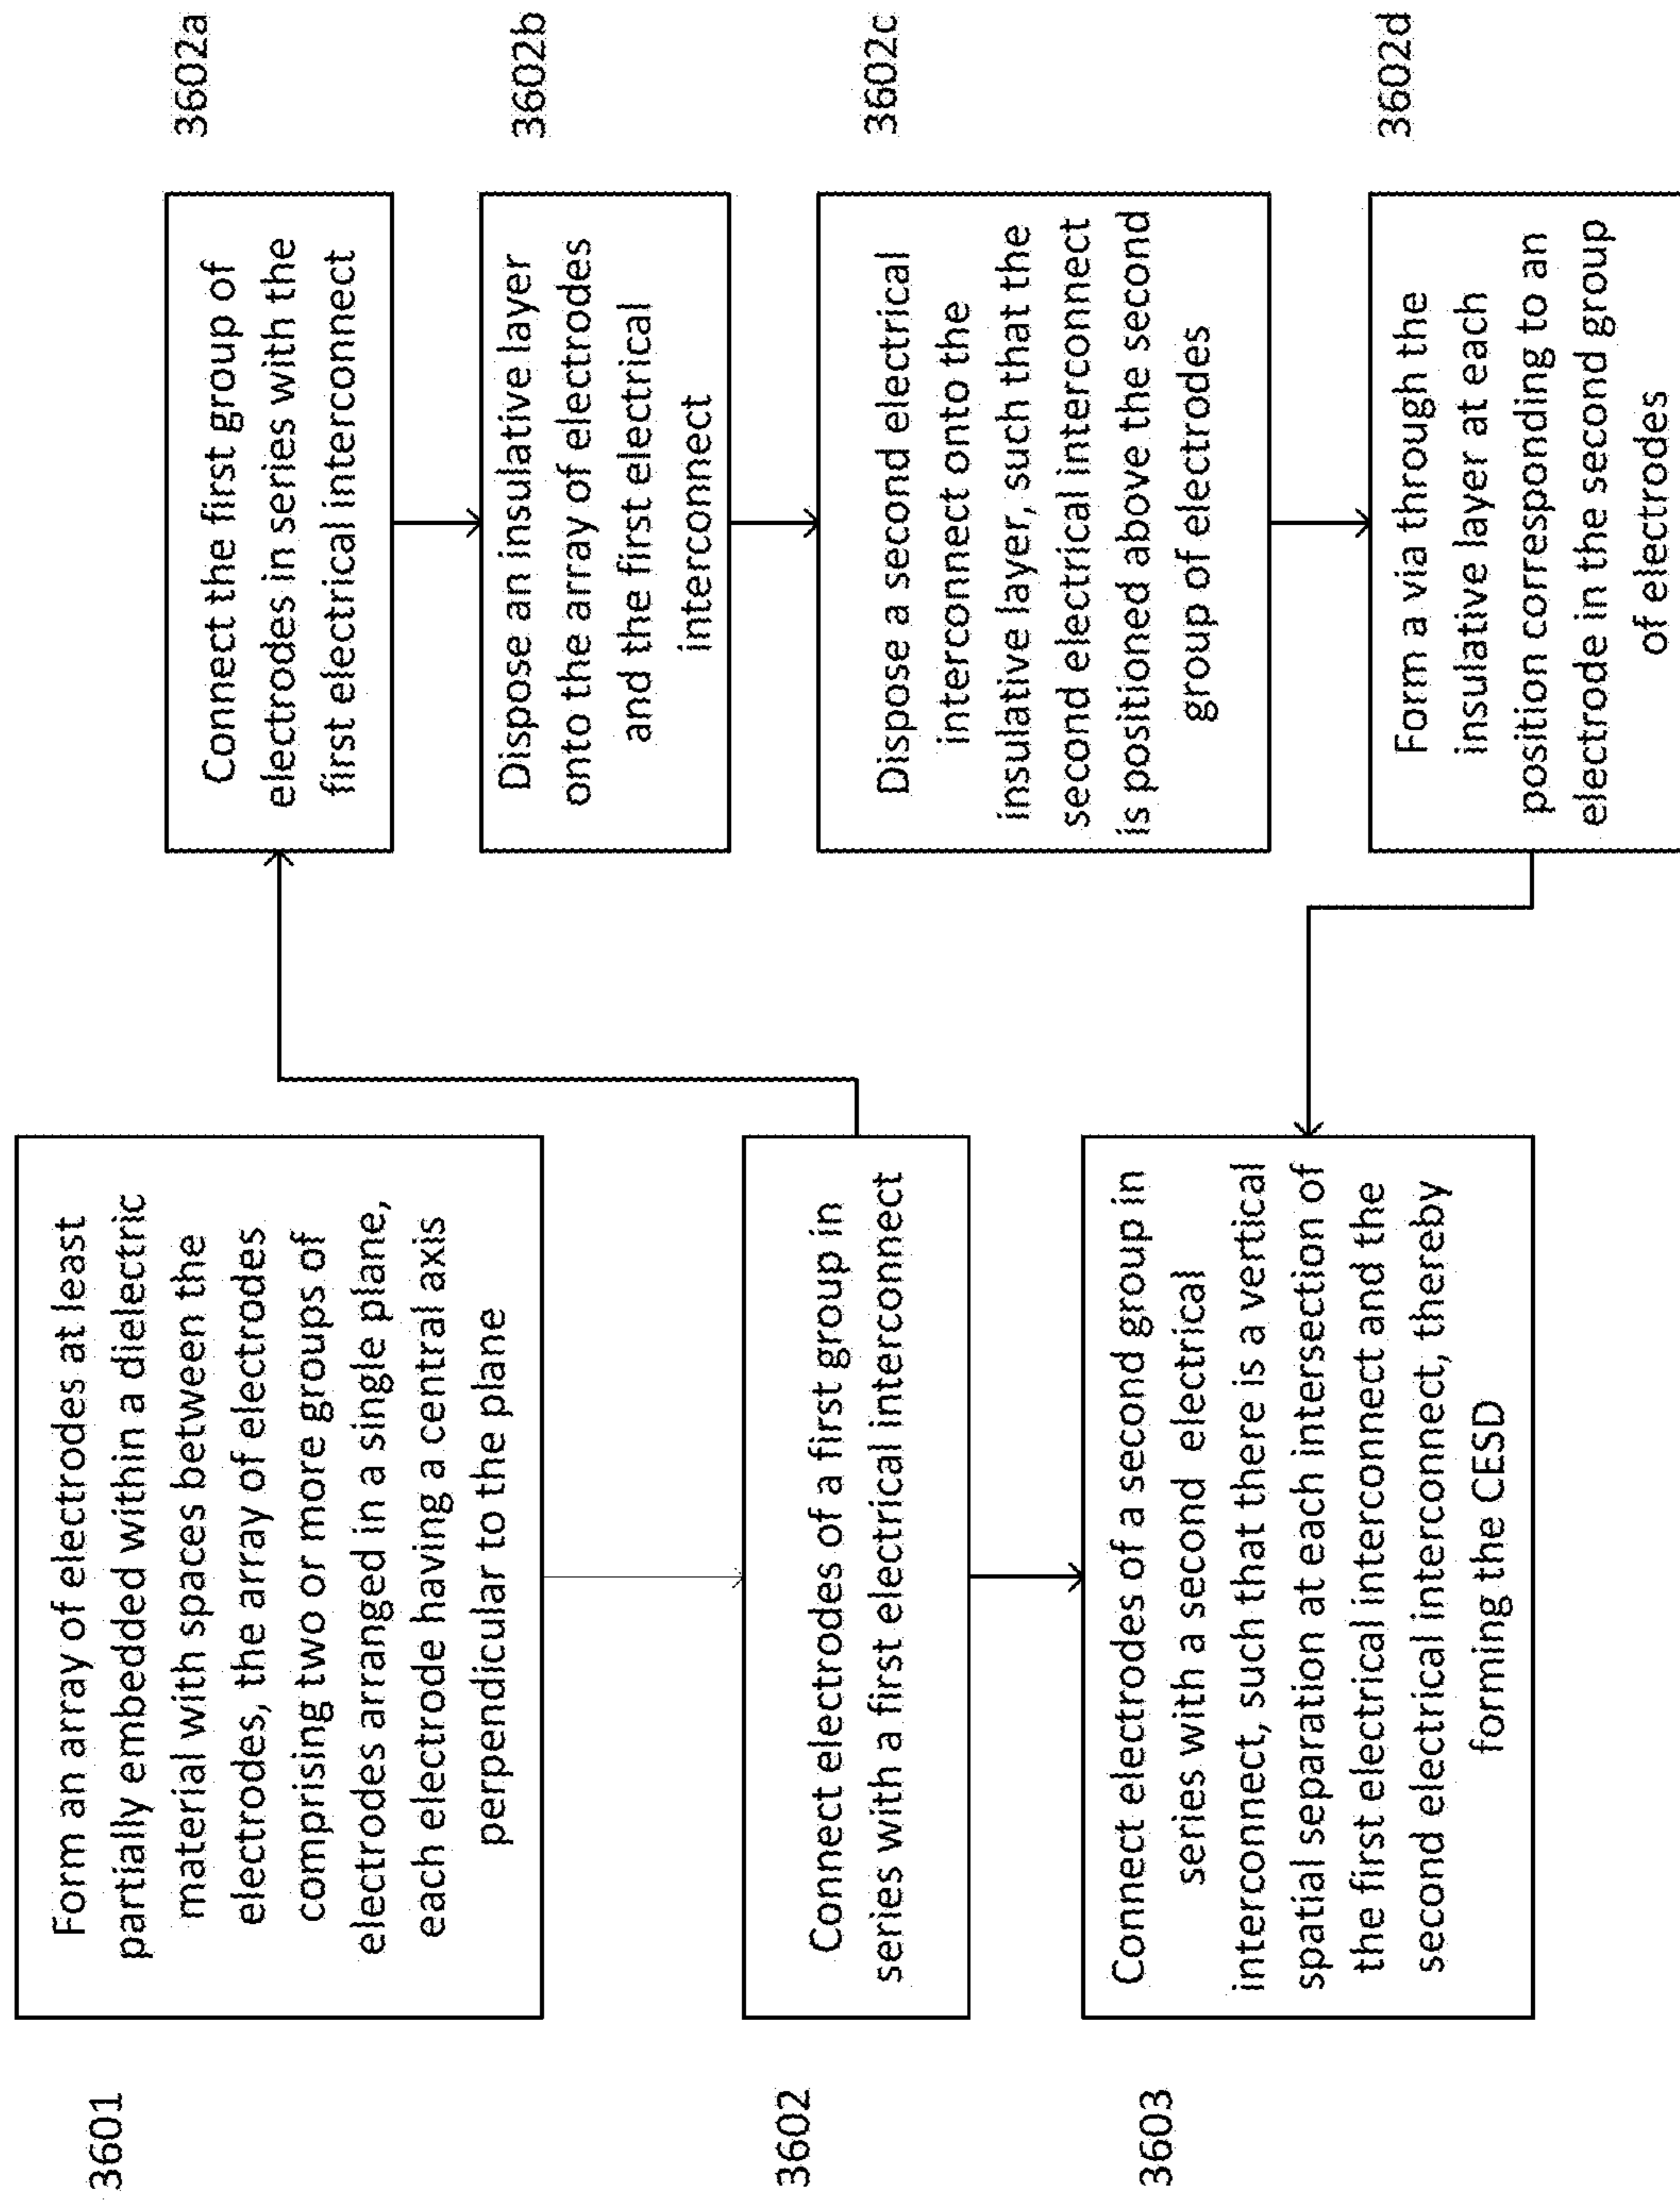 3601
Form an array of electrodes at least
partially embedded within a dielectric
material with spaces between the
electrodes, the array of electrodes
comprising two or more groups of
electrodes arranged in a single plane,
each electrode having a central axis
perpendicular to the plane
3602
Connect electrodes of a first group in
series with a first electrical interconnect
3603
Connect electrodes of a second group in
series with a second electrical
interconnect, such that there is a vertical
spatial separation at each intersection of
the first electrical interconnect and the
second electrical interconnect, thereby
forming the CESD
3602a
Connect the first group of
electrodes in series with the
first electrical interconnect
3602b
Dispose an insulative layer
onto the array of electrodes
and the first electrical
interconnect
3602c
Dispose a second electrical
interconnect onto the
insulative layer, such that the
second electrical interconnect
is positioned above the second
group of electrodes
3602d
Form a via through the
insulative layer at each
position corresponding to an
electrode in the second group
of electrodes